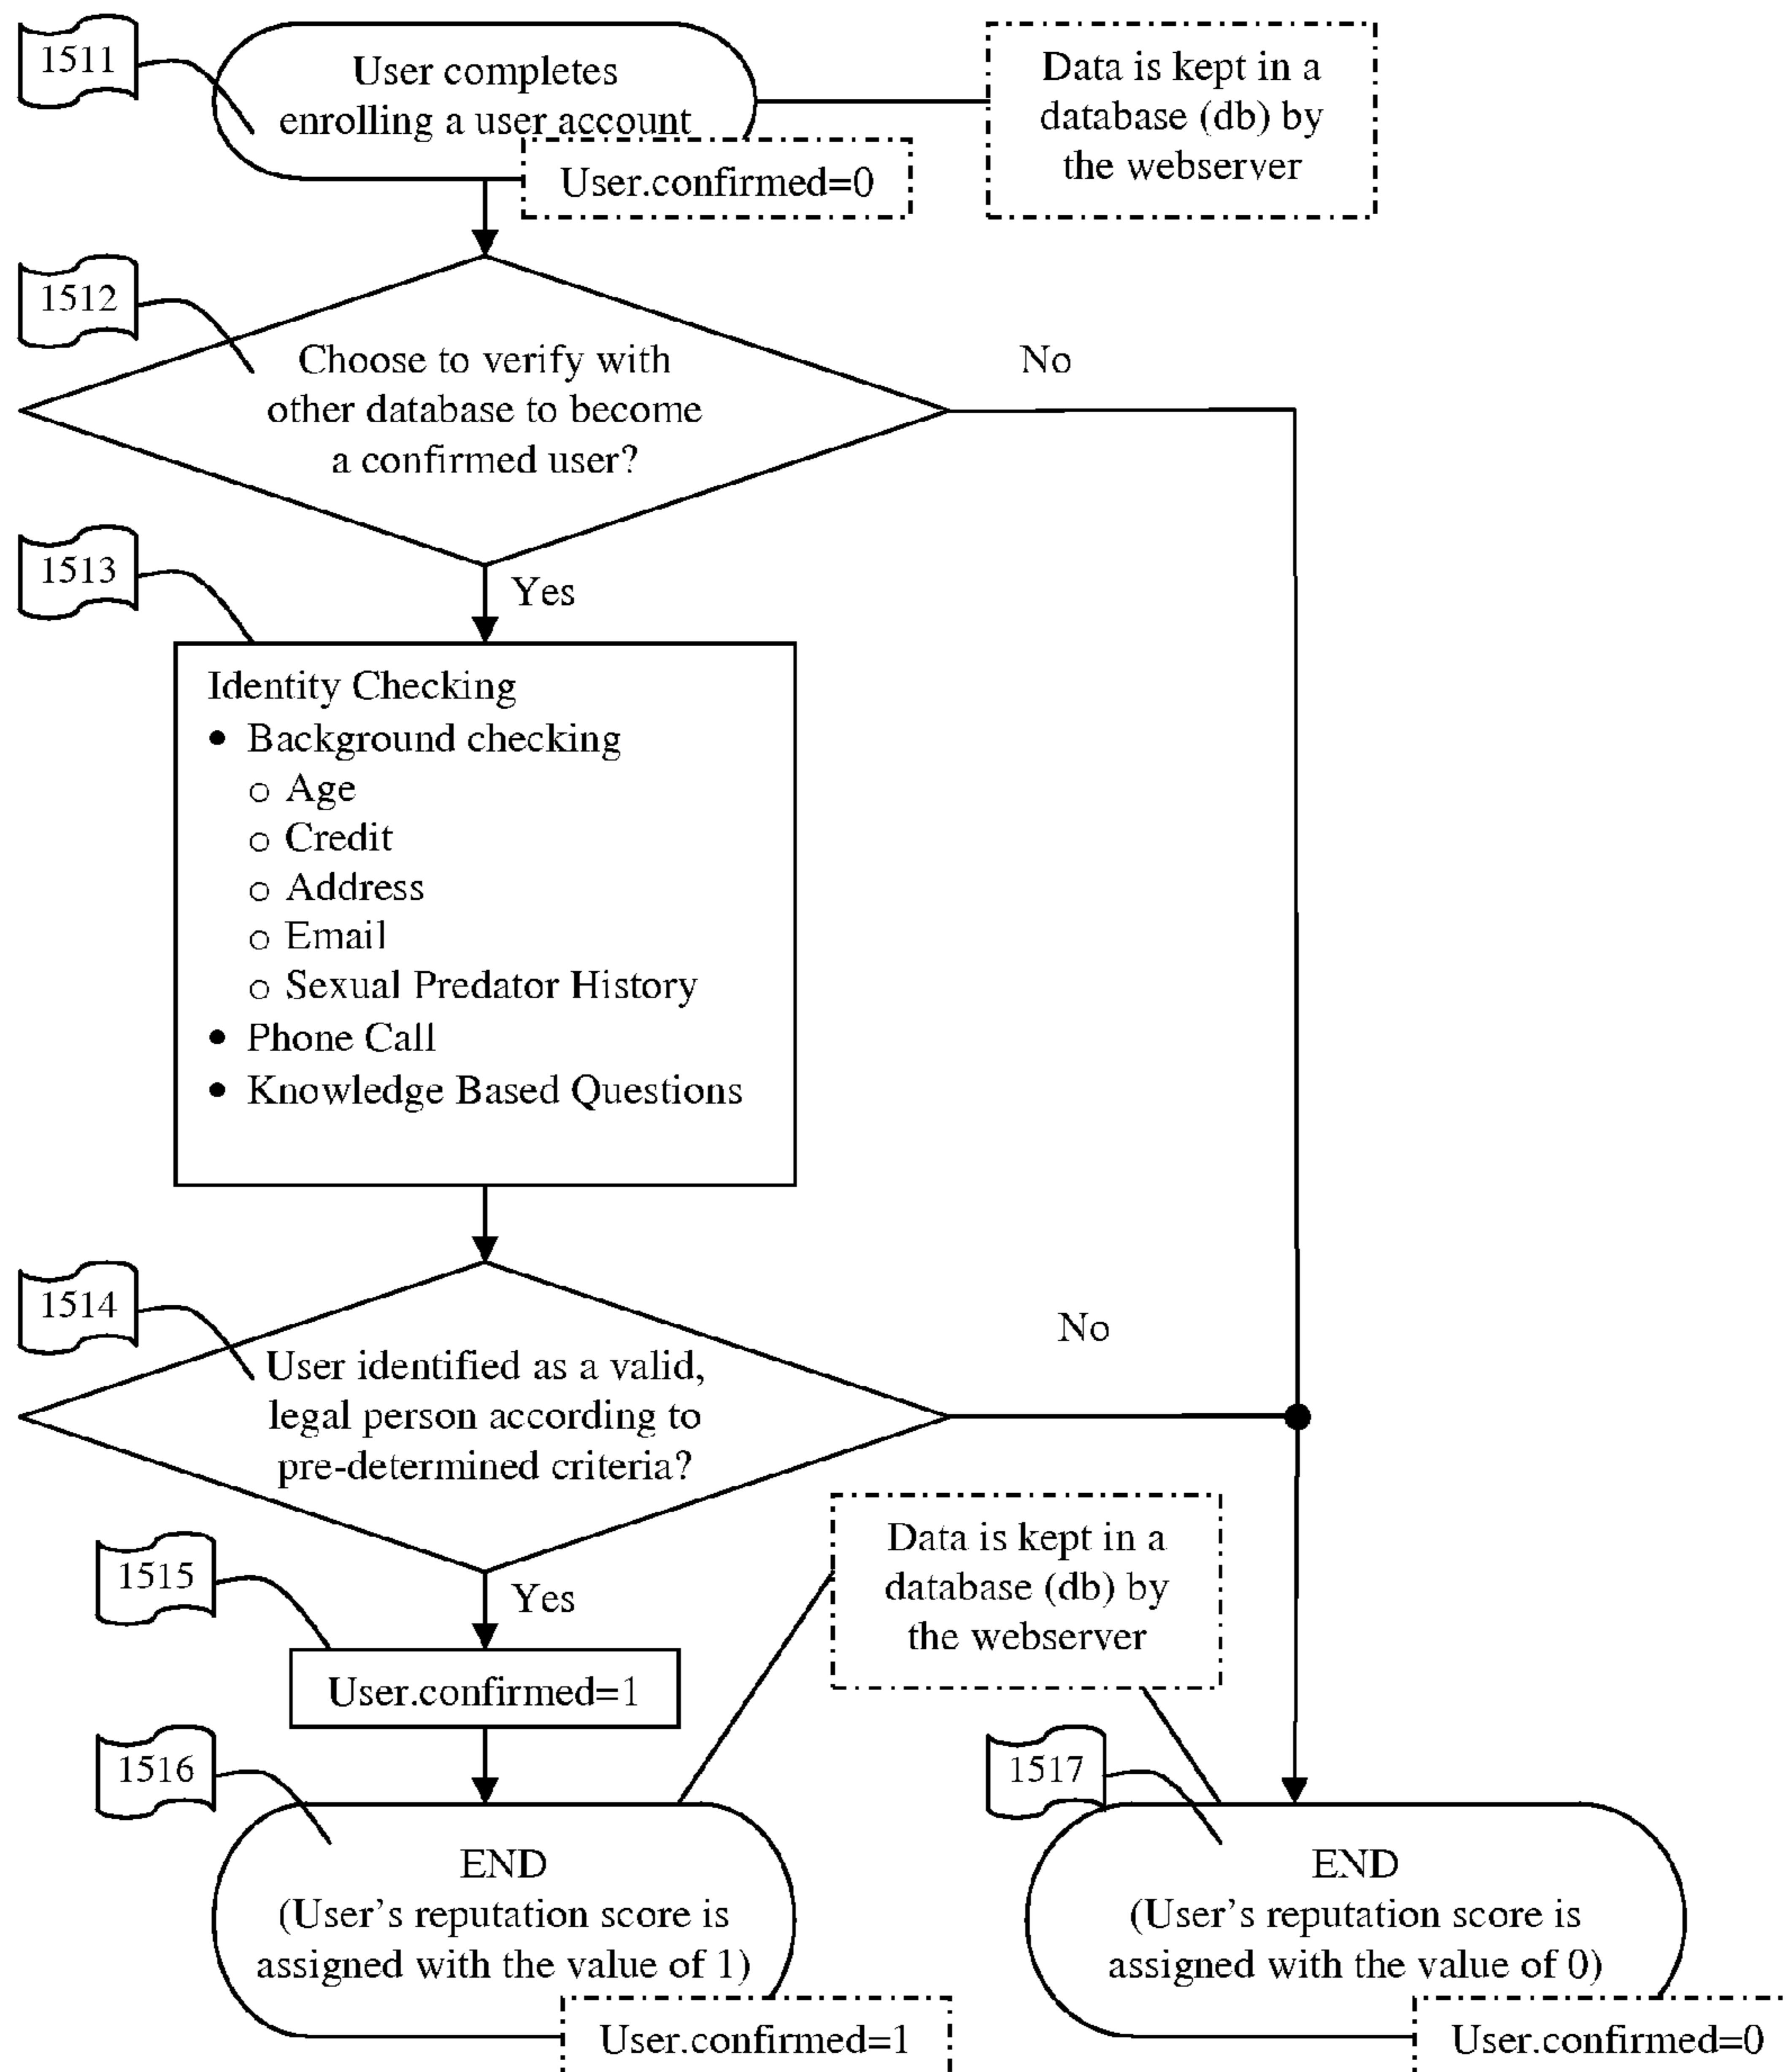 1511
User completes
enrolling a user account
User.confirmed=0
Data is kept in a
database (db) by
the webserver
1512
Choose to verify with
other database to become
a confirmed user?
No
1513
Yes
Identity Checking
• Background checking
○ Age
○ Credit
○ Address
○ Email
○ Sexual Predator History
• Phone Call
• Knowledge Based Questions
1514
User identified as a valid,
legal person according to
pre-determined criteria?
No
1515
Yes
User.confirmed=1
Data is kept in a
database (db) by
the webserver
1516
END
(User’s reputation score is
assigned with the value of 1)
User.confirmed=1
1517
END
(User’s reputation score is
assigned with the value of 0)
User.confirmed=0